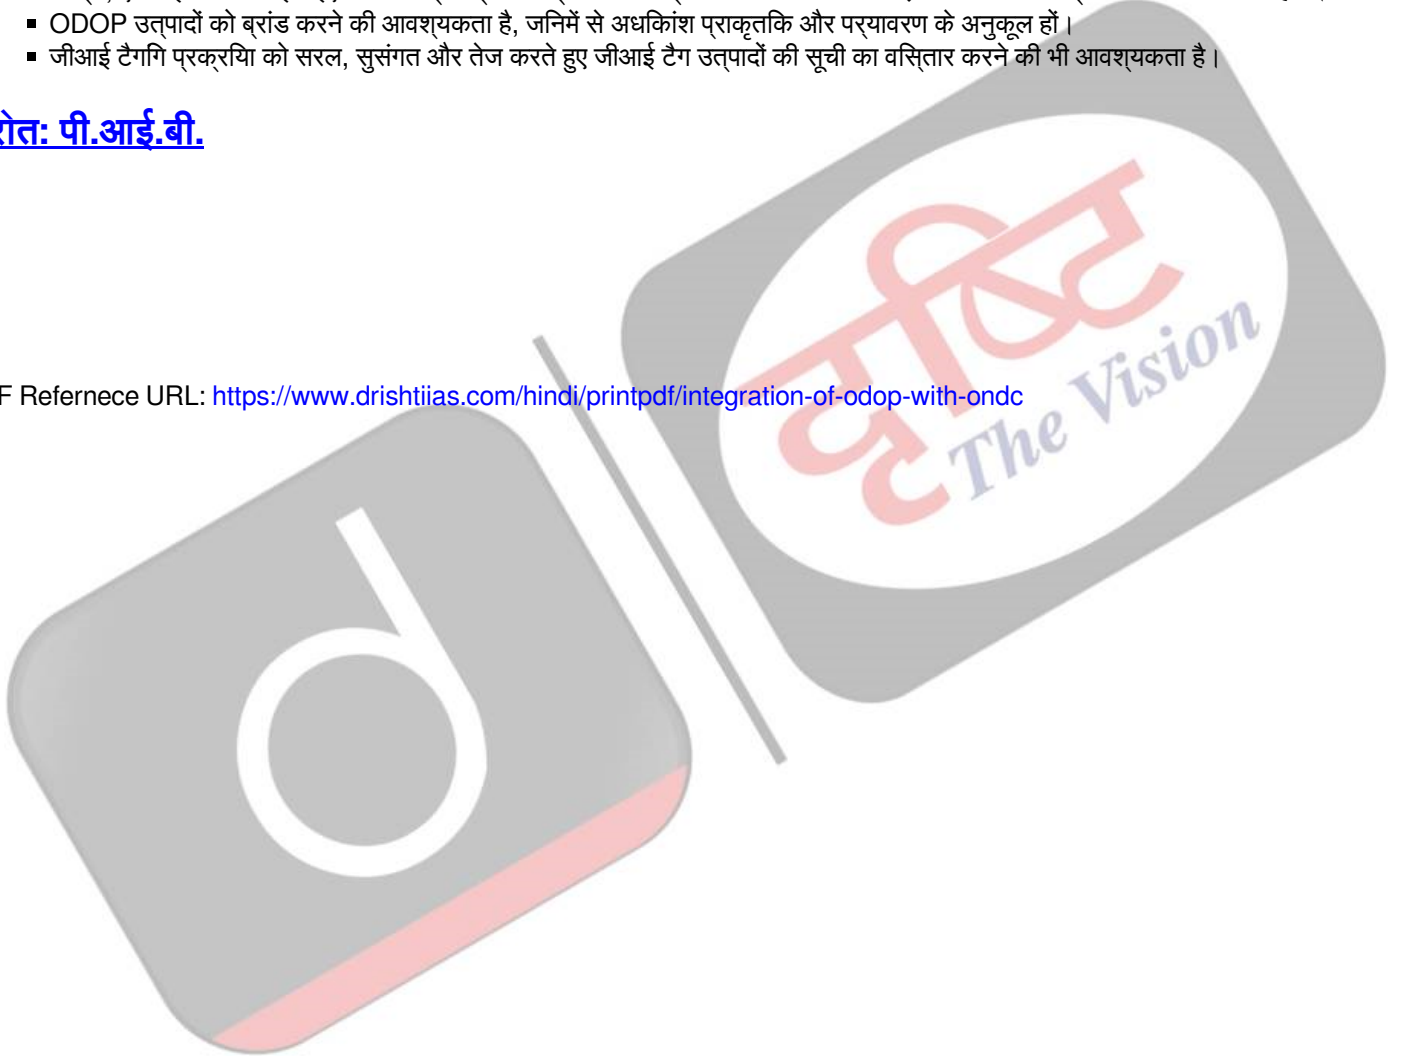 ▪ ODOP उत्पादों को ब्रांड करने की आवश्यकता है, जिनमें से अधिकांश प्राकृतिक और पर्यावरण के अनुकूल हों।
▪ जीआई टैगिंग प्रक्रिया को सरल, सुसंगत और तेज करते हुए जीआई टैग उत्पादों की सूची का विस्तार करने की भी आवश्यकता है।
रोत: पी.आई.बी.
F Refernece URL: https://www.drishtiias.com/hindi/printpdf/integration-of-odop-with-ondc
दृष्टि
The Vision
d